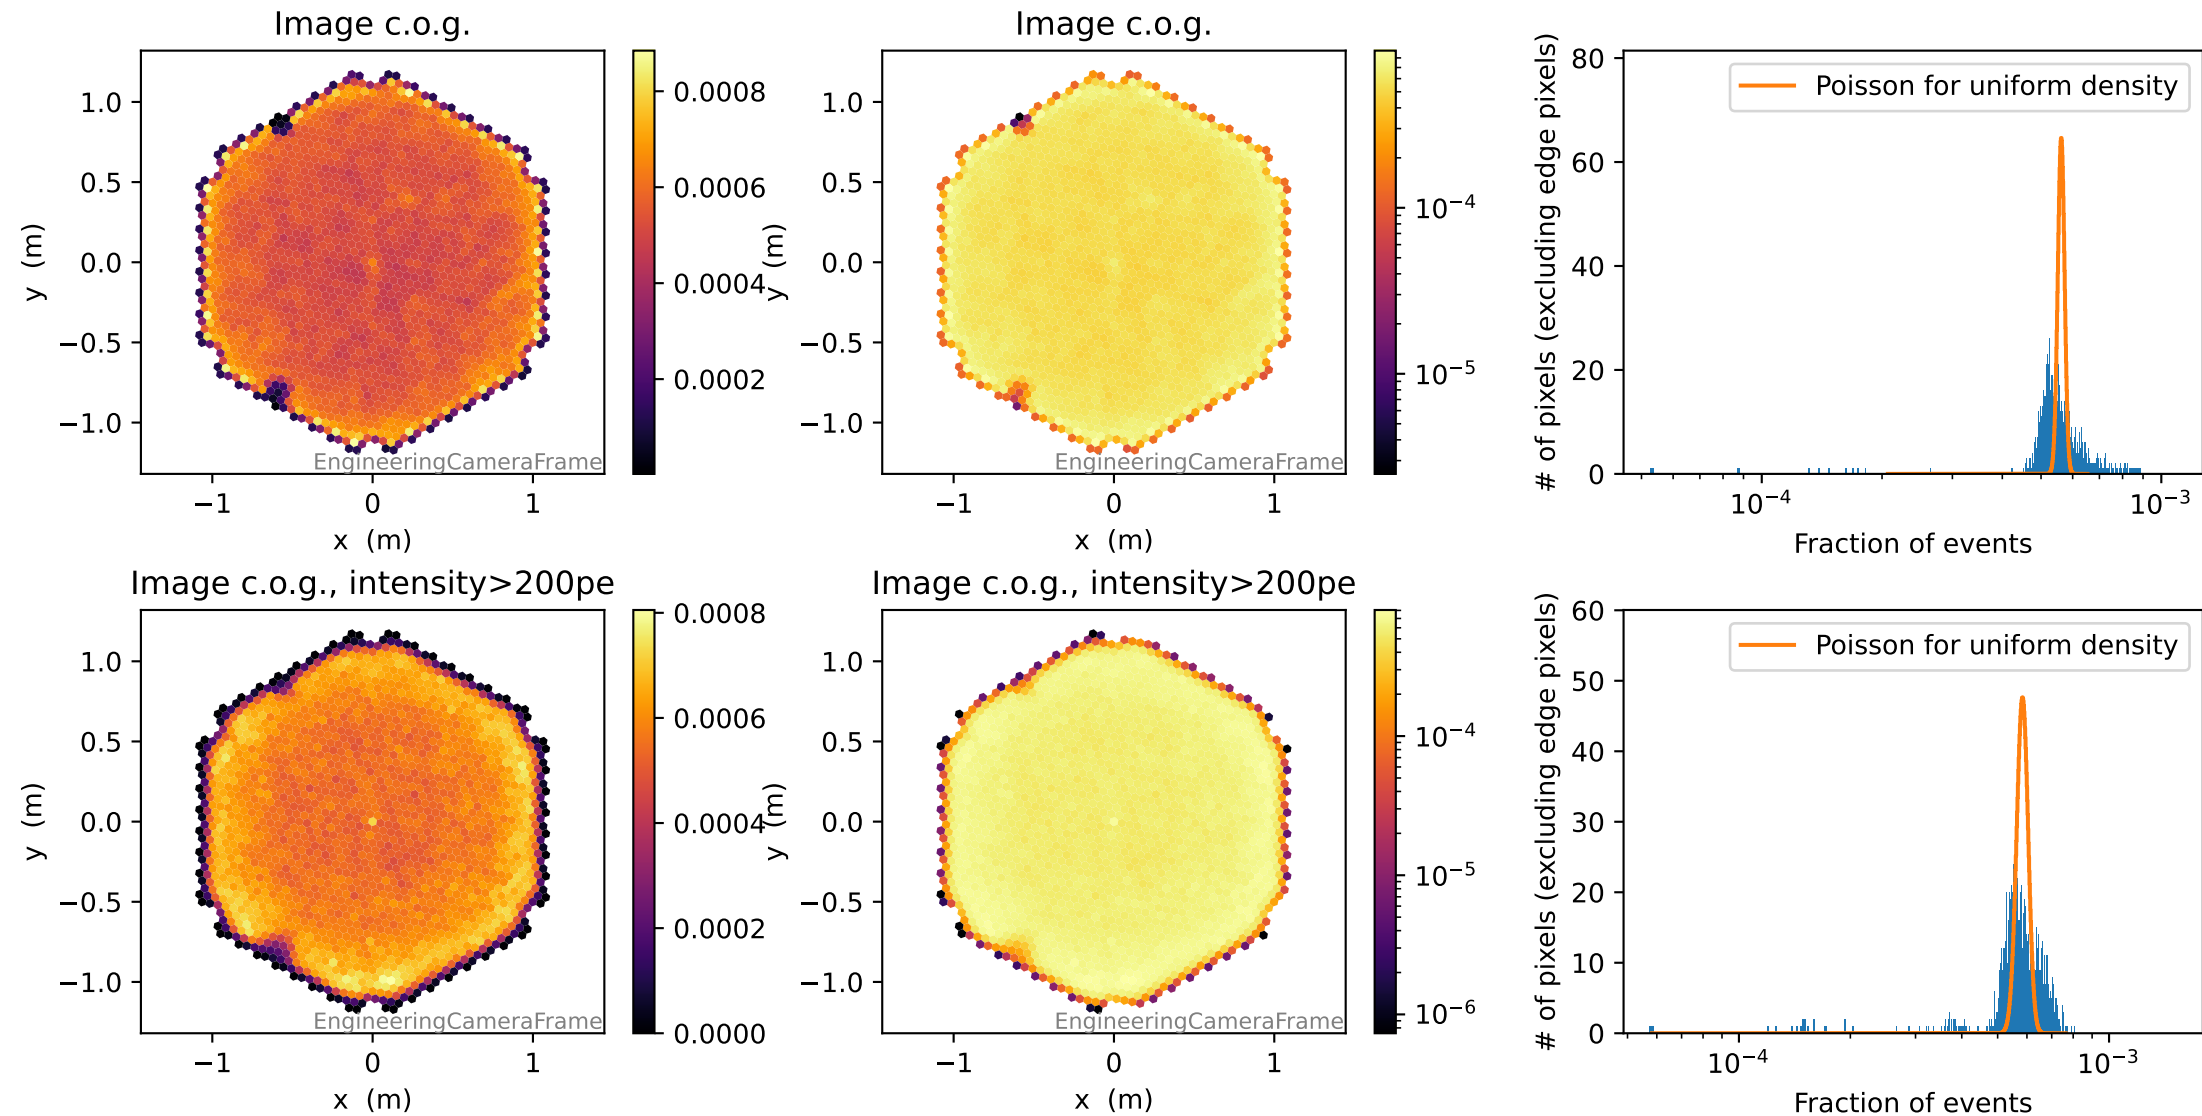 Image c.o.g.
y (m)
1.0
0.5
0.0
−0.5
−1.0
−1 0 1
x (m)
EngineeringCameraFrame
0.0008
0.0006
0.0004
0.0002
Image c.o.g.
y (m)
1.0
0.5
0.0
−0.5
−1.0
−1 0 1
x (m)
EngineeringCameraFrame
10⁻⁴
10⁻⁵
# of pixels (excluding edge pixels)
80
60
40
20
0
Poisson for uniform density
10⁻⁴ 10⁻³
Fraction of events
Image c.o.g., intensity>200pe
y (m)
1.0
0.5
0.0
−0.5
−1.0
−1 0 1
x (m)
EngineeringCameraFrame
0.0008
0.0006
0.0004
0.0002
0.0000
Image c.o.g., intensity>200pe
y (m)
1.0
0.5
0.0
−0.5
−1.0
−1 0 1
x (m)
EngineeringCameraFrame
10⁻⁴
10⁻⁵
10⁻⁶
# of pixels (excluding edge pixels)
60
50
40
30
20
10
0
Poisson for uniform density
10⁻⁴ 10⁻³
Fraction of events